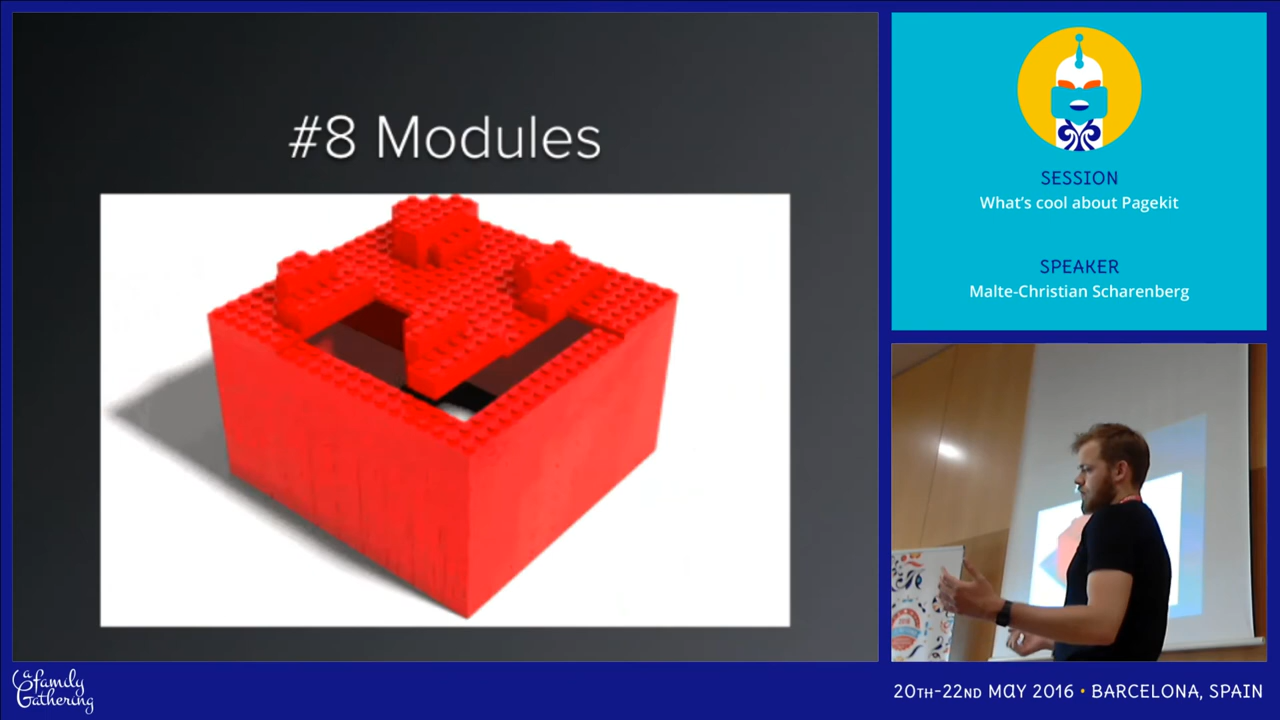 #8 Modules
SESSION
What's cool about Pagekit
SPEAKER
Malte-Christian Scharenberg
a family
Gathering
20TH-22ND MAY 2016 • BARCELONA, SPAIN